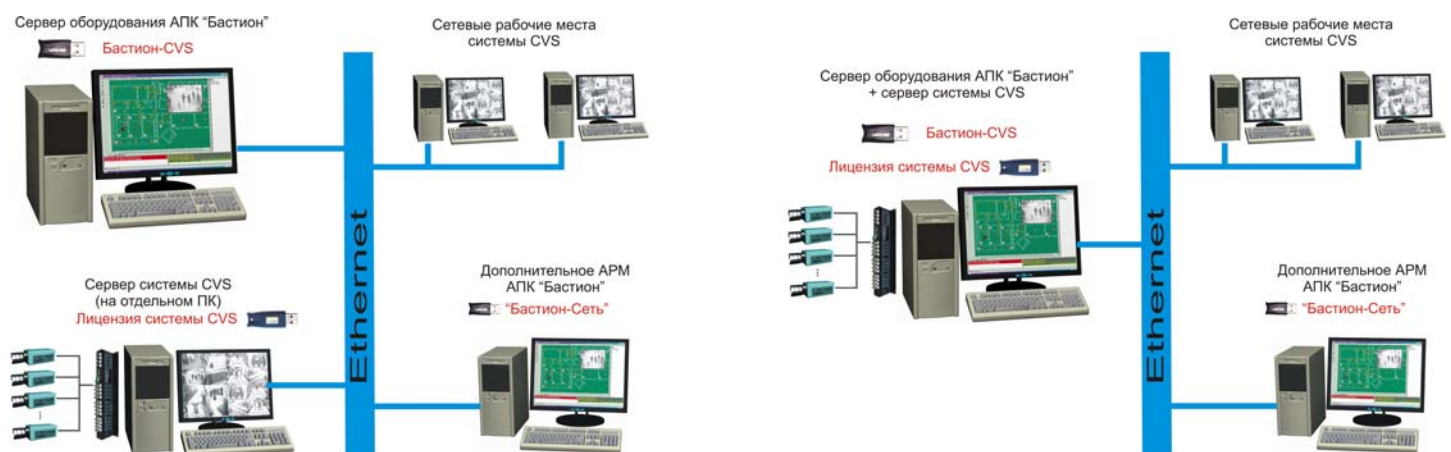 Сервер оборудования АПК “Бастион”
Бастион-CVS
Сетевые рабочие места
системы CVS
Ethernet
Сервер системы CVS
(на отдельном ПК)
Лицензия системы CVS
Дополнительное АРМ
АПК “Бастион”
“Бастион-Сеть”
Сервер оборудования АПК “Бастион”
+ сервер системы CVS
Бастион-CVS
Лицензия системы CVS
Сетевые рабочие места
системы CVS
Ethernet
Дополнительное АРМ
АПК “Бастион”
“Бастион-Сеть”